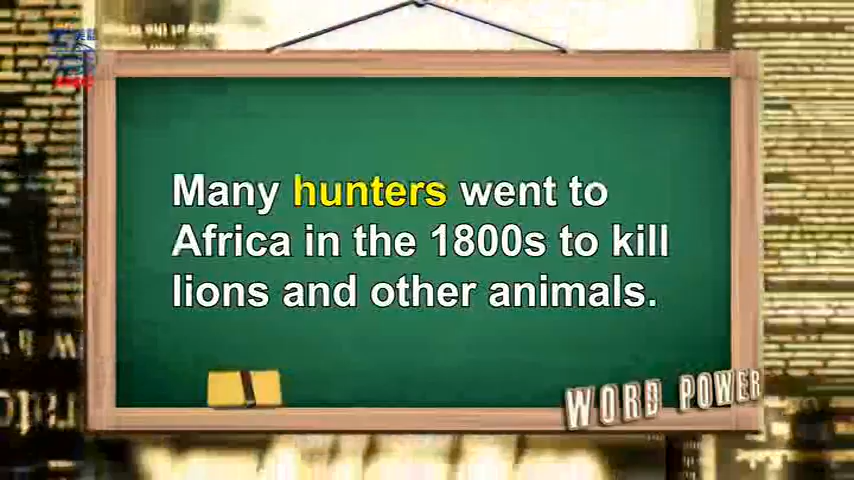 Many hunters went to
Africa in the 1800s to kill
lions and other animals.
WORD POWER